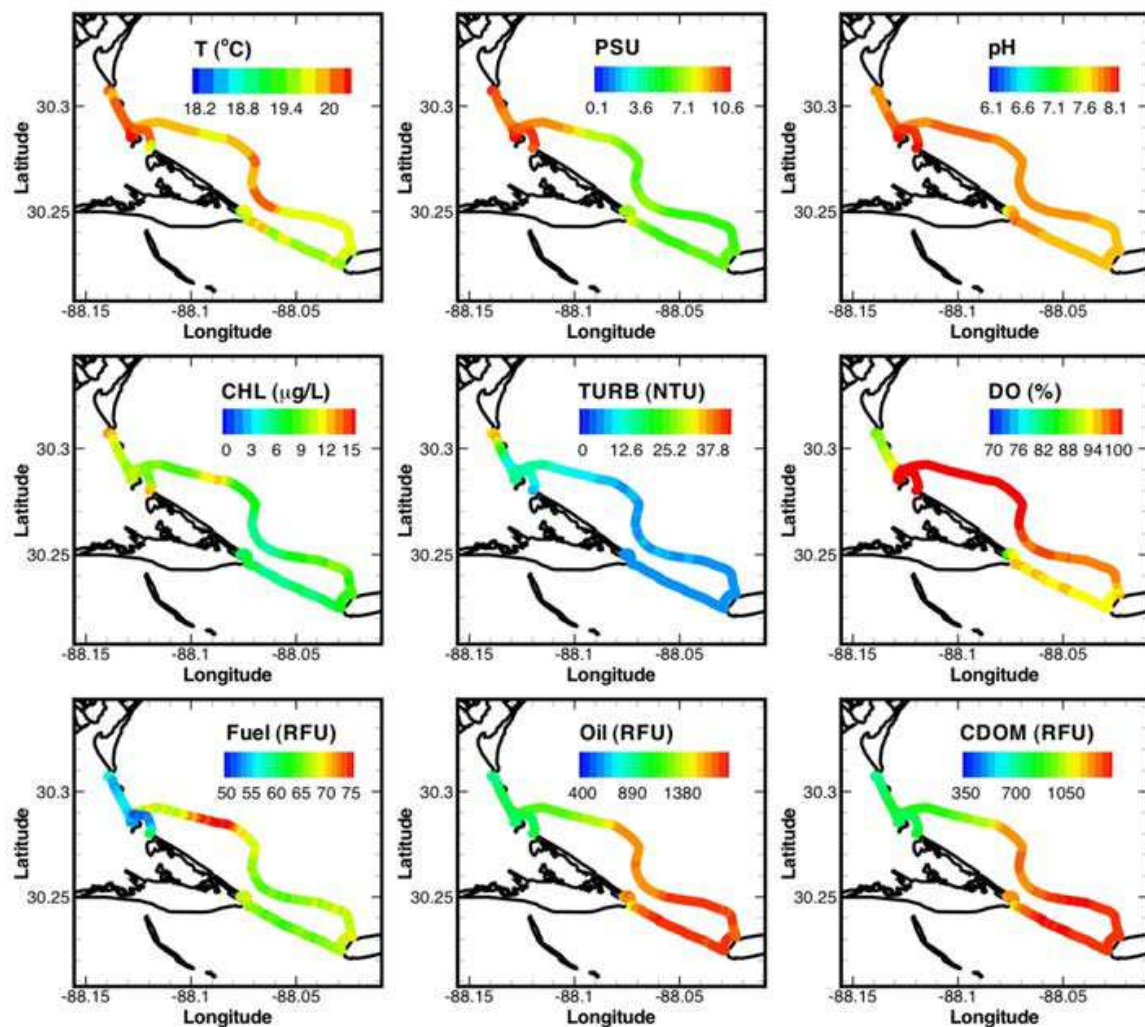 T (°C)
18.2 18.8 19.4 20
PSU
0.1 3.6 7.1 10.6
pH
6.1 6.6 7.1 7.6 8.1
Latitude
30.3
30.25
Latitude
30.3
30.25
Latitude
30.3
30.25
-88.15 -88.1 -88.05
Longitude
-88.15 -88.1 -88.05
Longitude
-88.15 -88.1 -88.05
Longitude
CHL (µg/L)
0 3 6 9 12 15
TURB (NTU)
0 12.6 25.2 37.8
DO (%)
70 76 82 88 94 100
Latitude
30.3
30.25
Latitude
30.3
30.25
Latitude
30.3
30.25
-88.15 -88.1 -88.05
Longitude
-88.15 -88.1 -88.05
Longitude
-88.15 -88.1 -88.05
Longitude
Fuel (RFU)
50 55 60 65 70 75
Oil (RFU)
400 890 1380
CDOM (RFU)
350 700 1050
Latitude
30.3
30.25
Latitude
30.3
30.25
Latitude
30.3
30.25
-88.15 -88.1 -88.05
Longitude
-88.15 -88.1 -88.05
Longitude
-88.15 -88.1 -88.05
Longitude